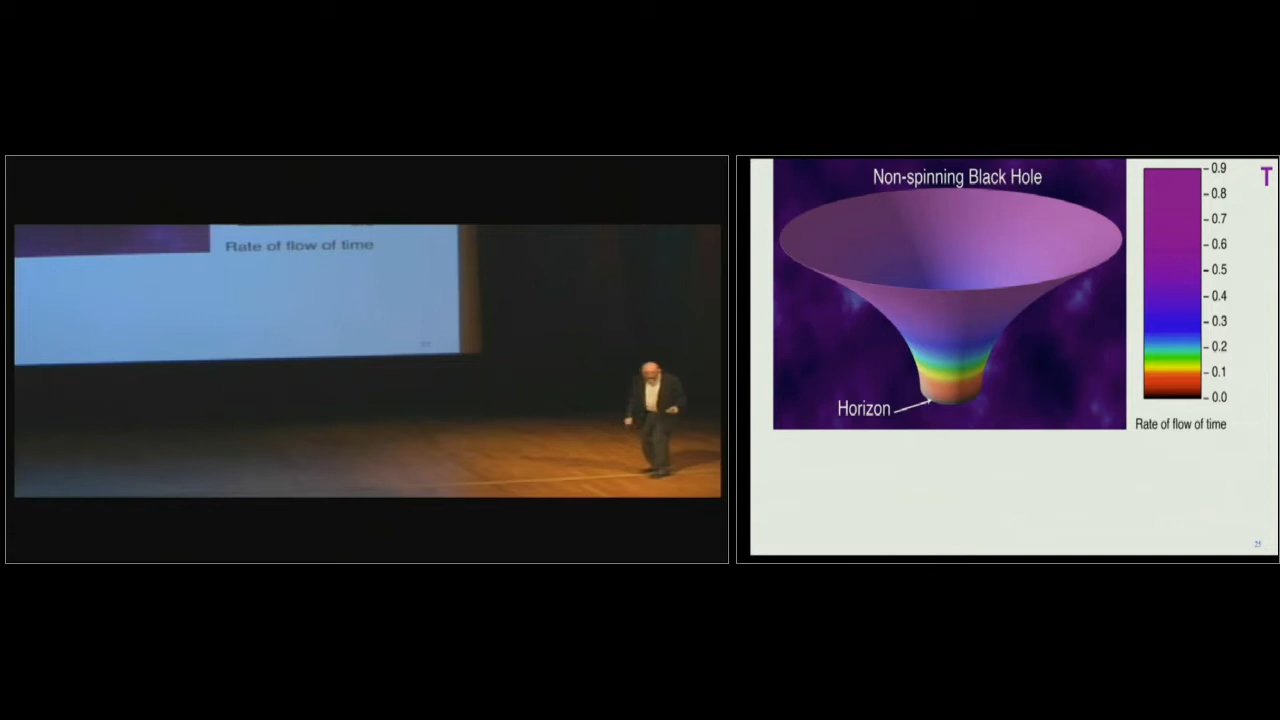 Rate of flow of time
Non-spinning Black Hole
Horizon
0.9
0.8
0.7
0.6
0.5
0.4
0.3
0.2
0.1
0.0
Rate of flow of time
T
25